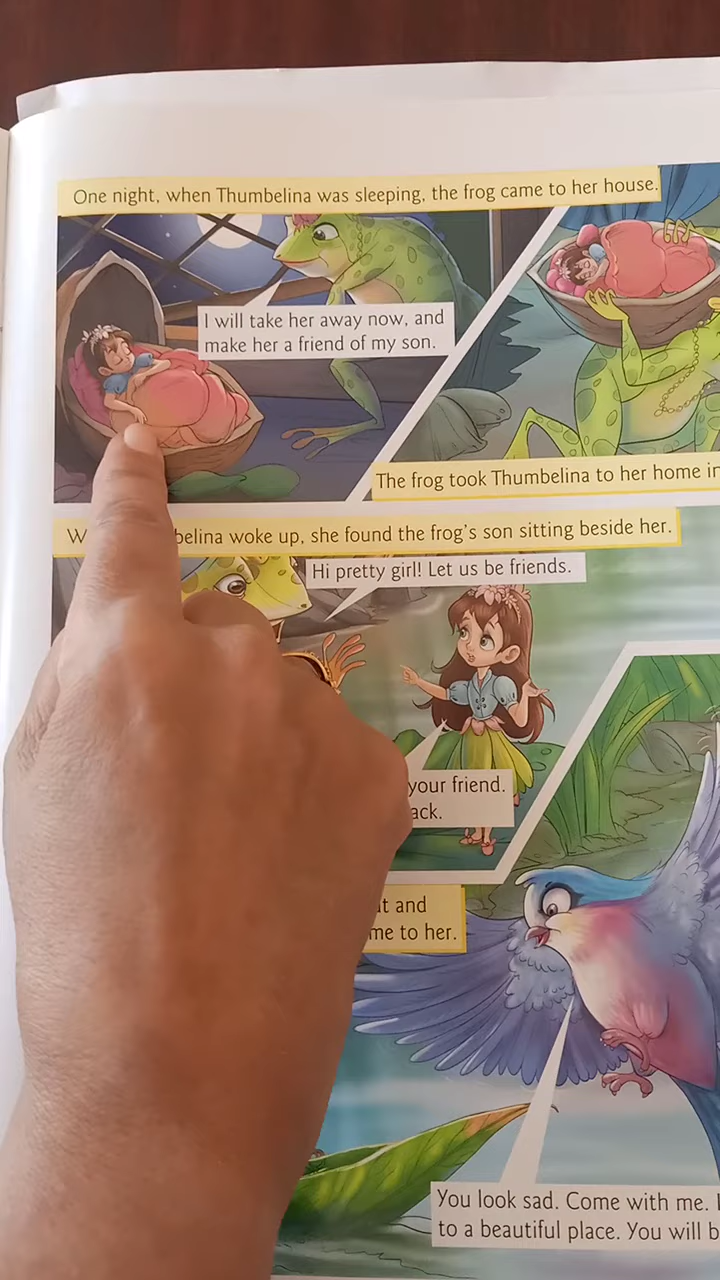 One night, when Thumbelina was sleeping, the frog came to her house.
I will take her away now, and
make her a friend of my son.
The frog took Thumbelina to her home
belina woke up, she found the frog's son sitting beside her.
Hi pretty girl! Let us be friends.
your friend.
and
to her.
You look sad. Come with me.
to a beautiful place. You will